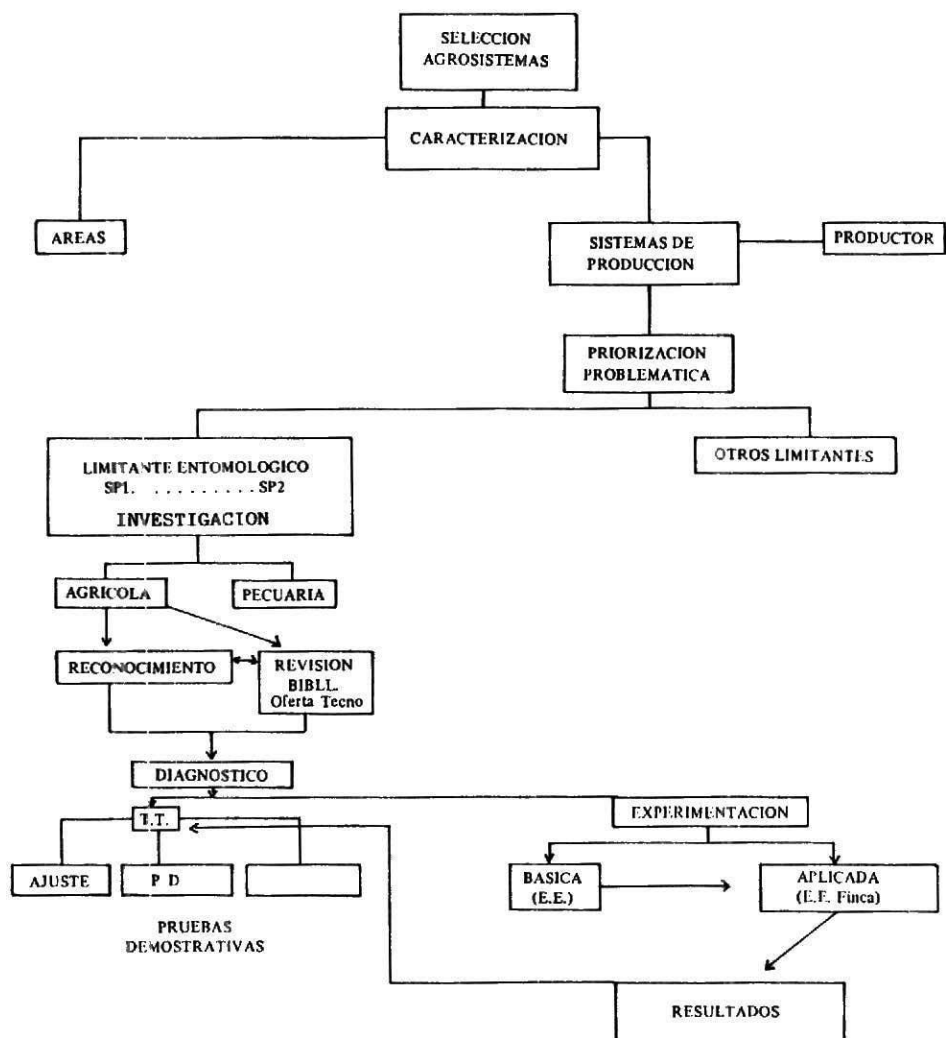 SELECCION
AGROSISTEMAS
CARACTERIZACION
AREAS
SISTEMAS DE
PRODUCCION
PRODUCTOR
PRIORIZACION
PROBLEMATICA
LIMITANTE ENTOMOLOGICO
SP1. . . . . . . . . . SP2
INVESTIGACION
OTROS LIMITANTES
AGRICOLA
PECUARIA
RECONOCIMIENTO
REVISION
BIBLL.
Oferta Tecno
DIAGNOSTICO
T.T.
EXPERIMENTACION
AJUSTE
P D
BASICA
(E.E.)
APLICADA
(E.E. Finca)
PRUEBAS
DEMOSTRATIVAS
RESULTADOS